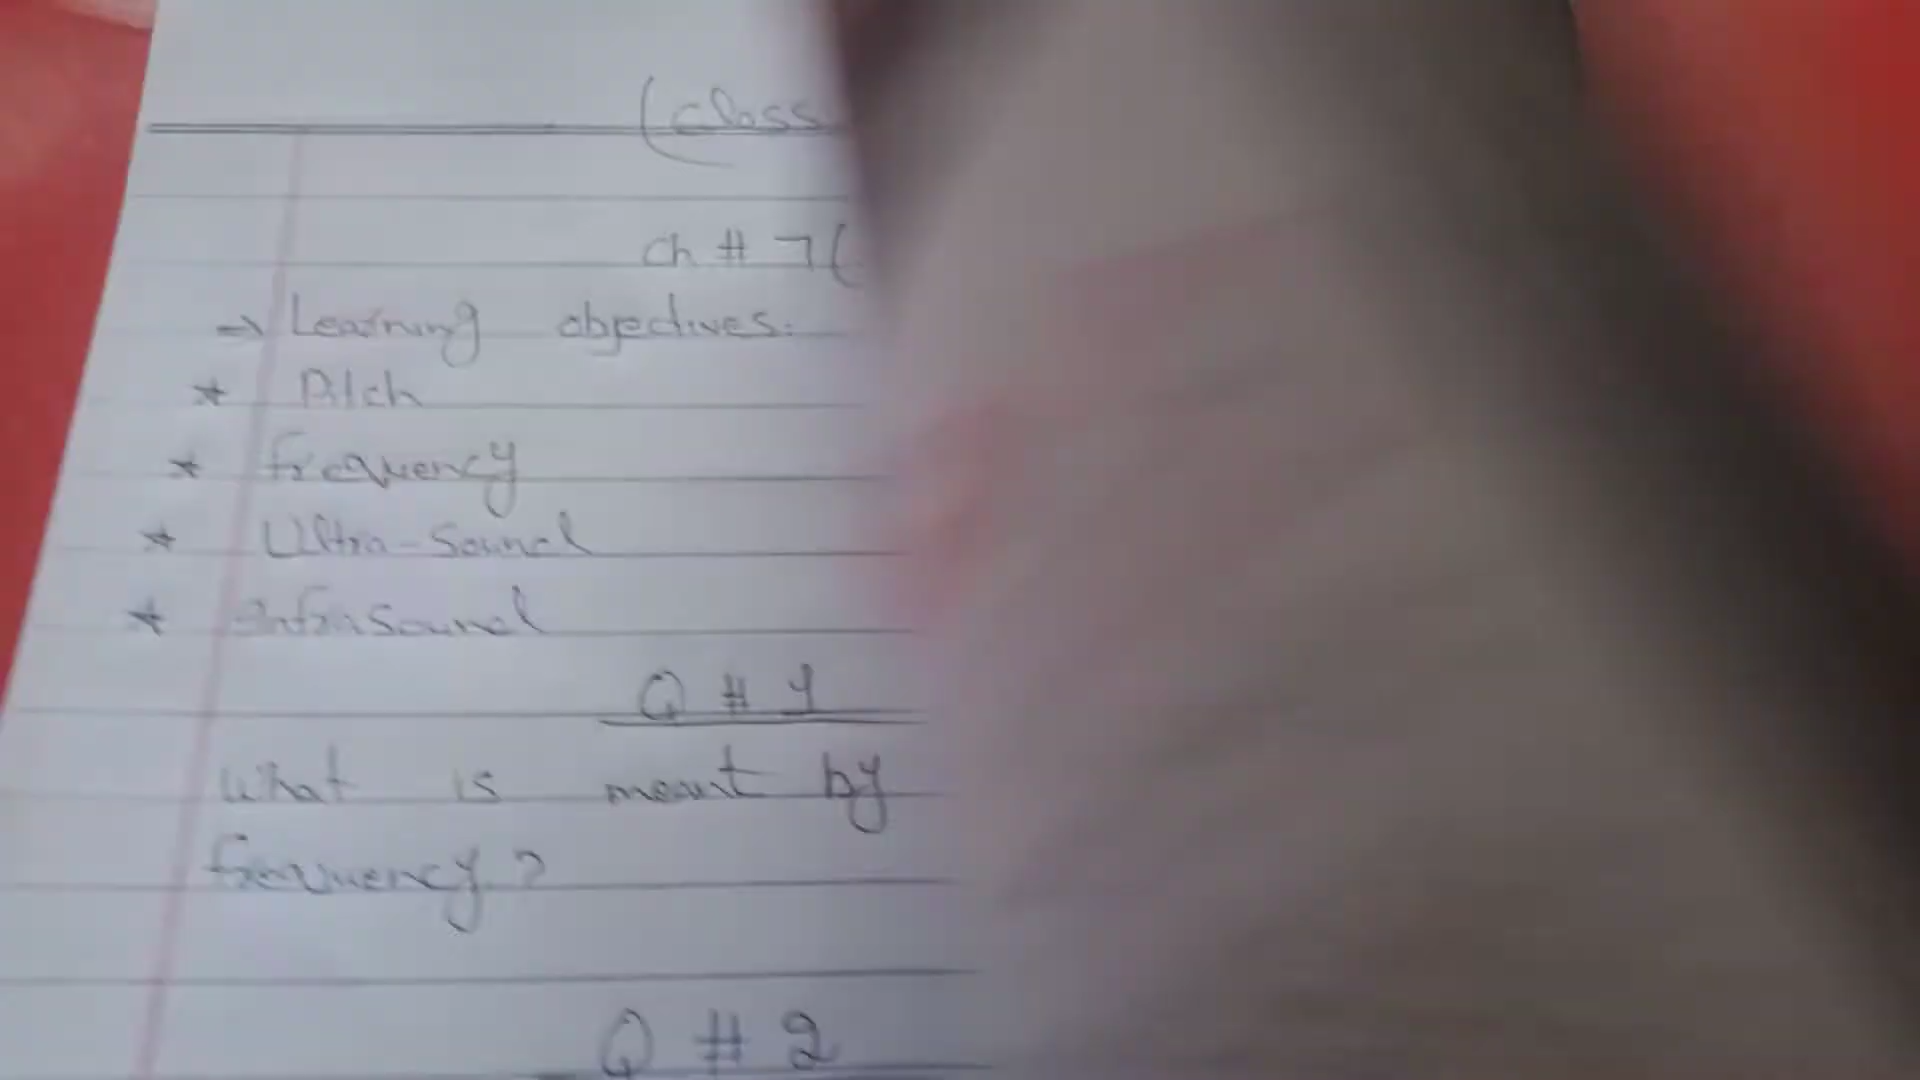 (class
Ch # 7 (
→ Learning objectives:
* Pitch
* frequency
* Ultra-Sound
* InfraSound
Q # 1
What is meant by
frequency?
Q # 2